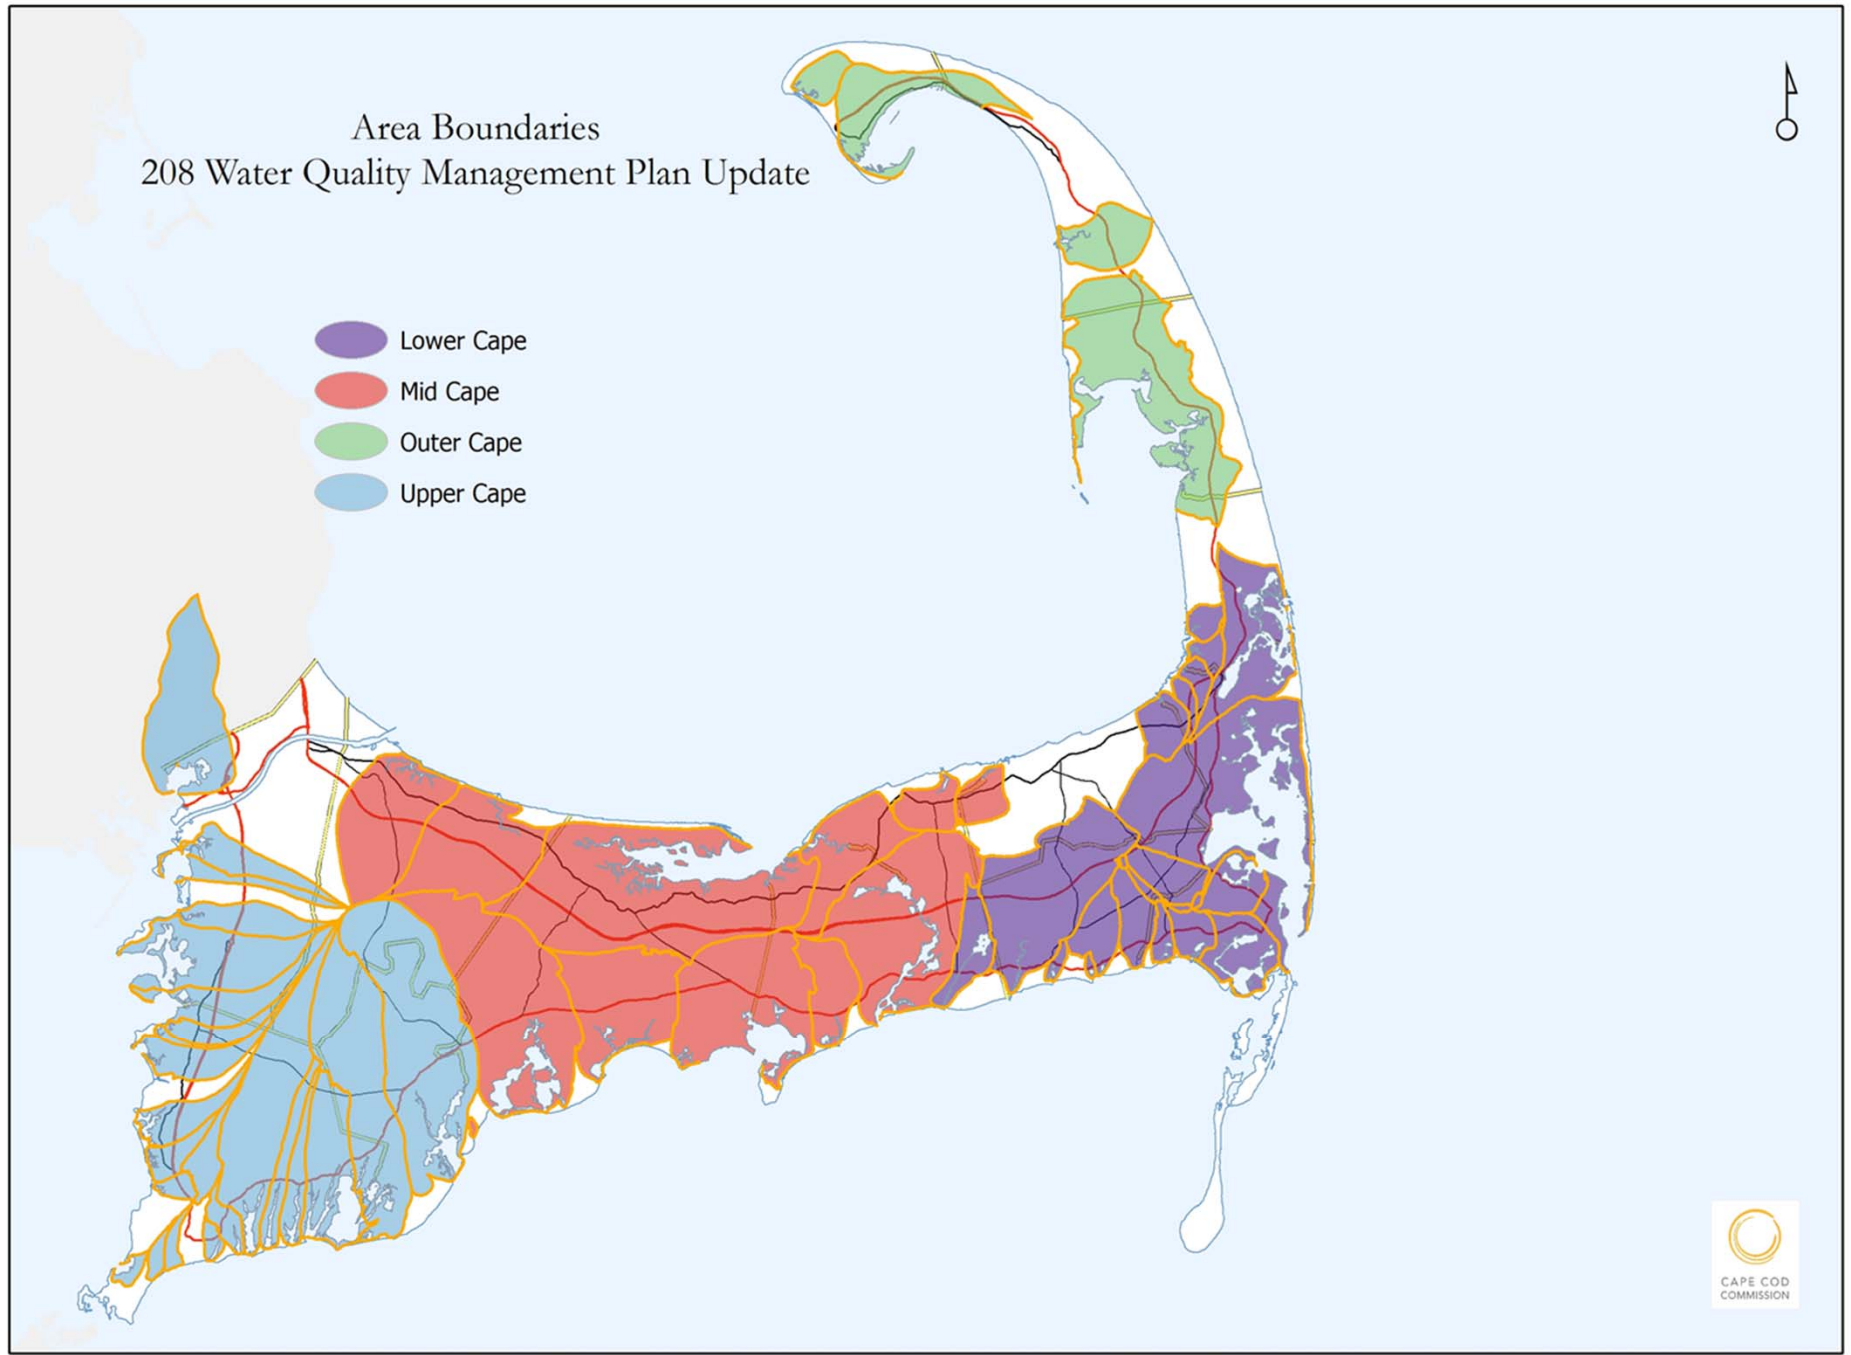 Area Boundaries
208 Water Quality Management Plan Update
Lower Cape
Mid Cape
Outer Cape
Upper Cape
CAPE COD
COMMISSION